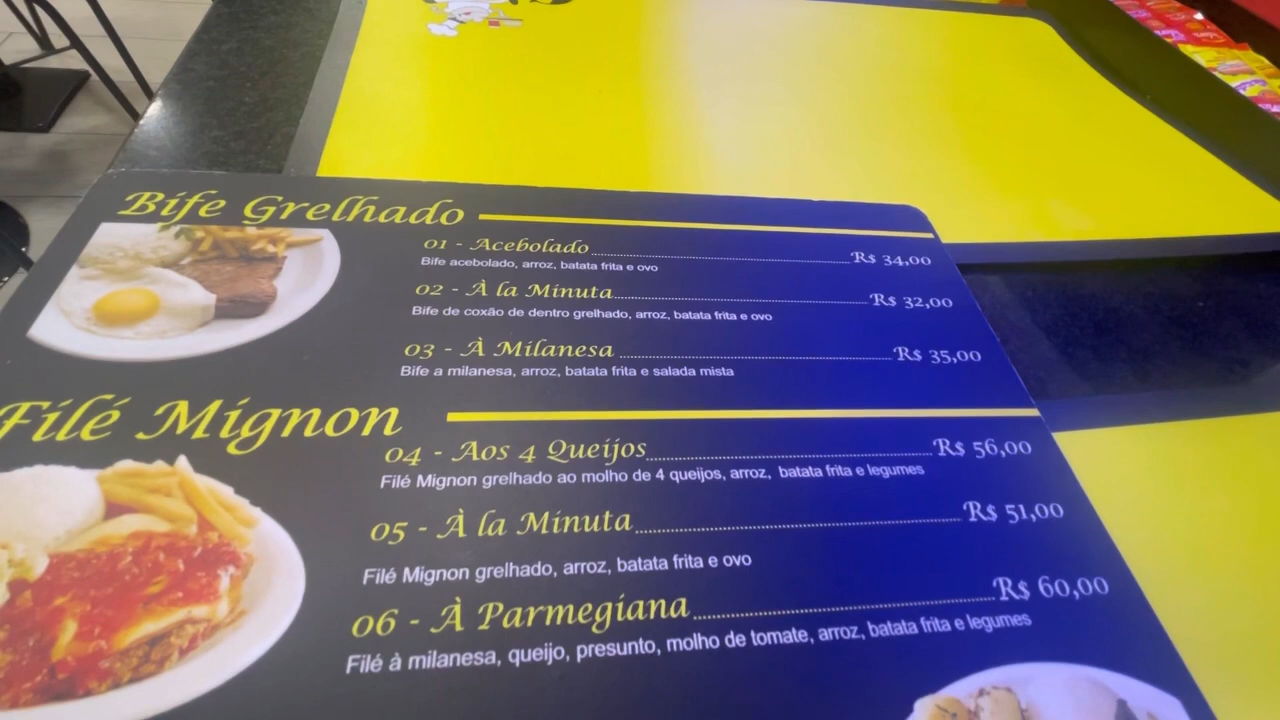 Bife Grelhado
01 - Acebolado R$ 34,00
Bife acebolado, arroz, batata frita e ovo
02 - À la Minuta R$ 32,00
Bife de coxão de dentro grelhado, arroz, batata frita e ovo
03 - À Milanesa R$ 35,00
Bife a milanesa, arroz, batata frita e salada mista
Filé Mignon
04 - Aos 4 Queijos R$ 56,00
Filé Mignon grelhado ao molho de 4 queijos, arroz, batata frita e legumes
05 - À la Minuta R$ 51,00
Filé Mignon grelhado, arroz, batata frita e ovo
06 - À Parmegiana R$ 60,00
Filé à milanesa, queijo, presunto, molho de tomate, arroz, batata frita e legumes